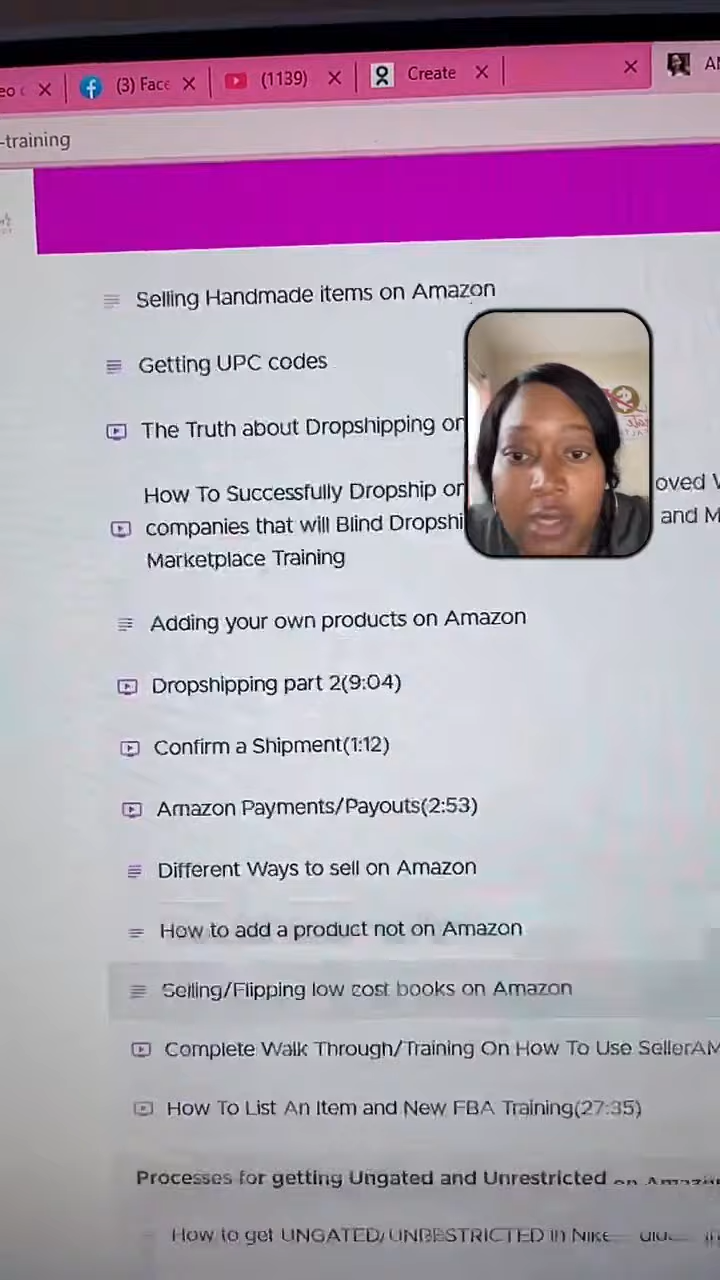 (3) Face
(1139)
Create
-training
Selling Handmade items on Amazon
Getting UPC codes
The Truth about Dropshipping on
How To Successfully Dropship on
companies that will Blind Dropshi
and M
Marketplace Training
Adding your own products on Amazon
Dropshipping part 2(9:04)
Confirm a Shipment(1:12)
Amazon Payments/Payouts(2:53)
Different Ways to sell on Amazon
How to add a product not on Amazon
Selling/Flipping low cost books on Amazon
Complete Walk Through/Training On How To Use SellerAM
How To List An Item and New FBA Training(27:35)
Processes for getting Ungated and Unrestricted on Amazon
How to get UNGATED/UNRESTRICTED in NIKE